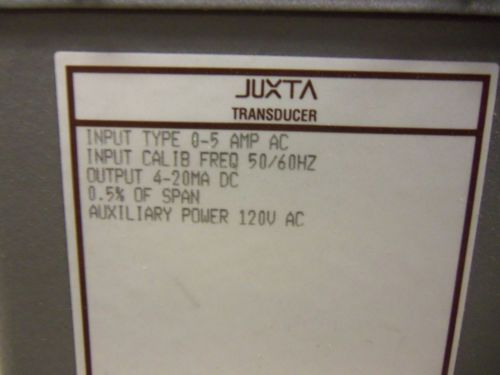 JUXTA
TRANSDUCER
INPUT TYPE 0-5 AMP AC
INPUT CALIB FREQ 50/60HZ
OUTPUT 4-20MA DC
0.5% OF SPAN
AUXILIARY POWER 120V AC